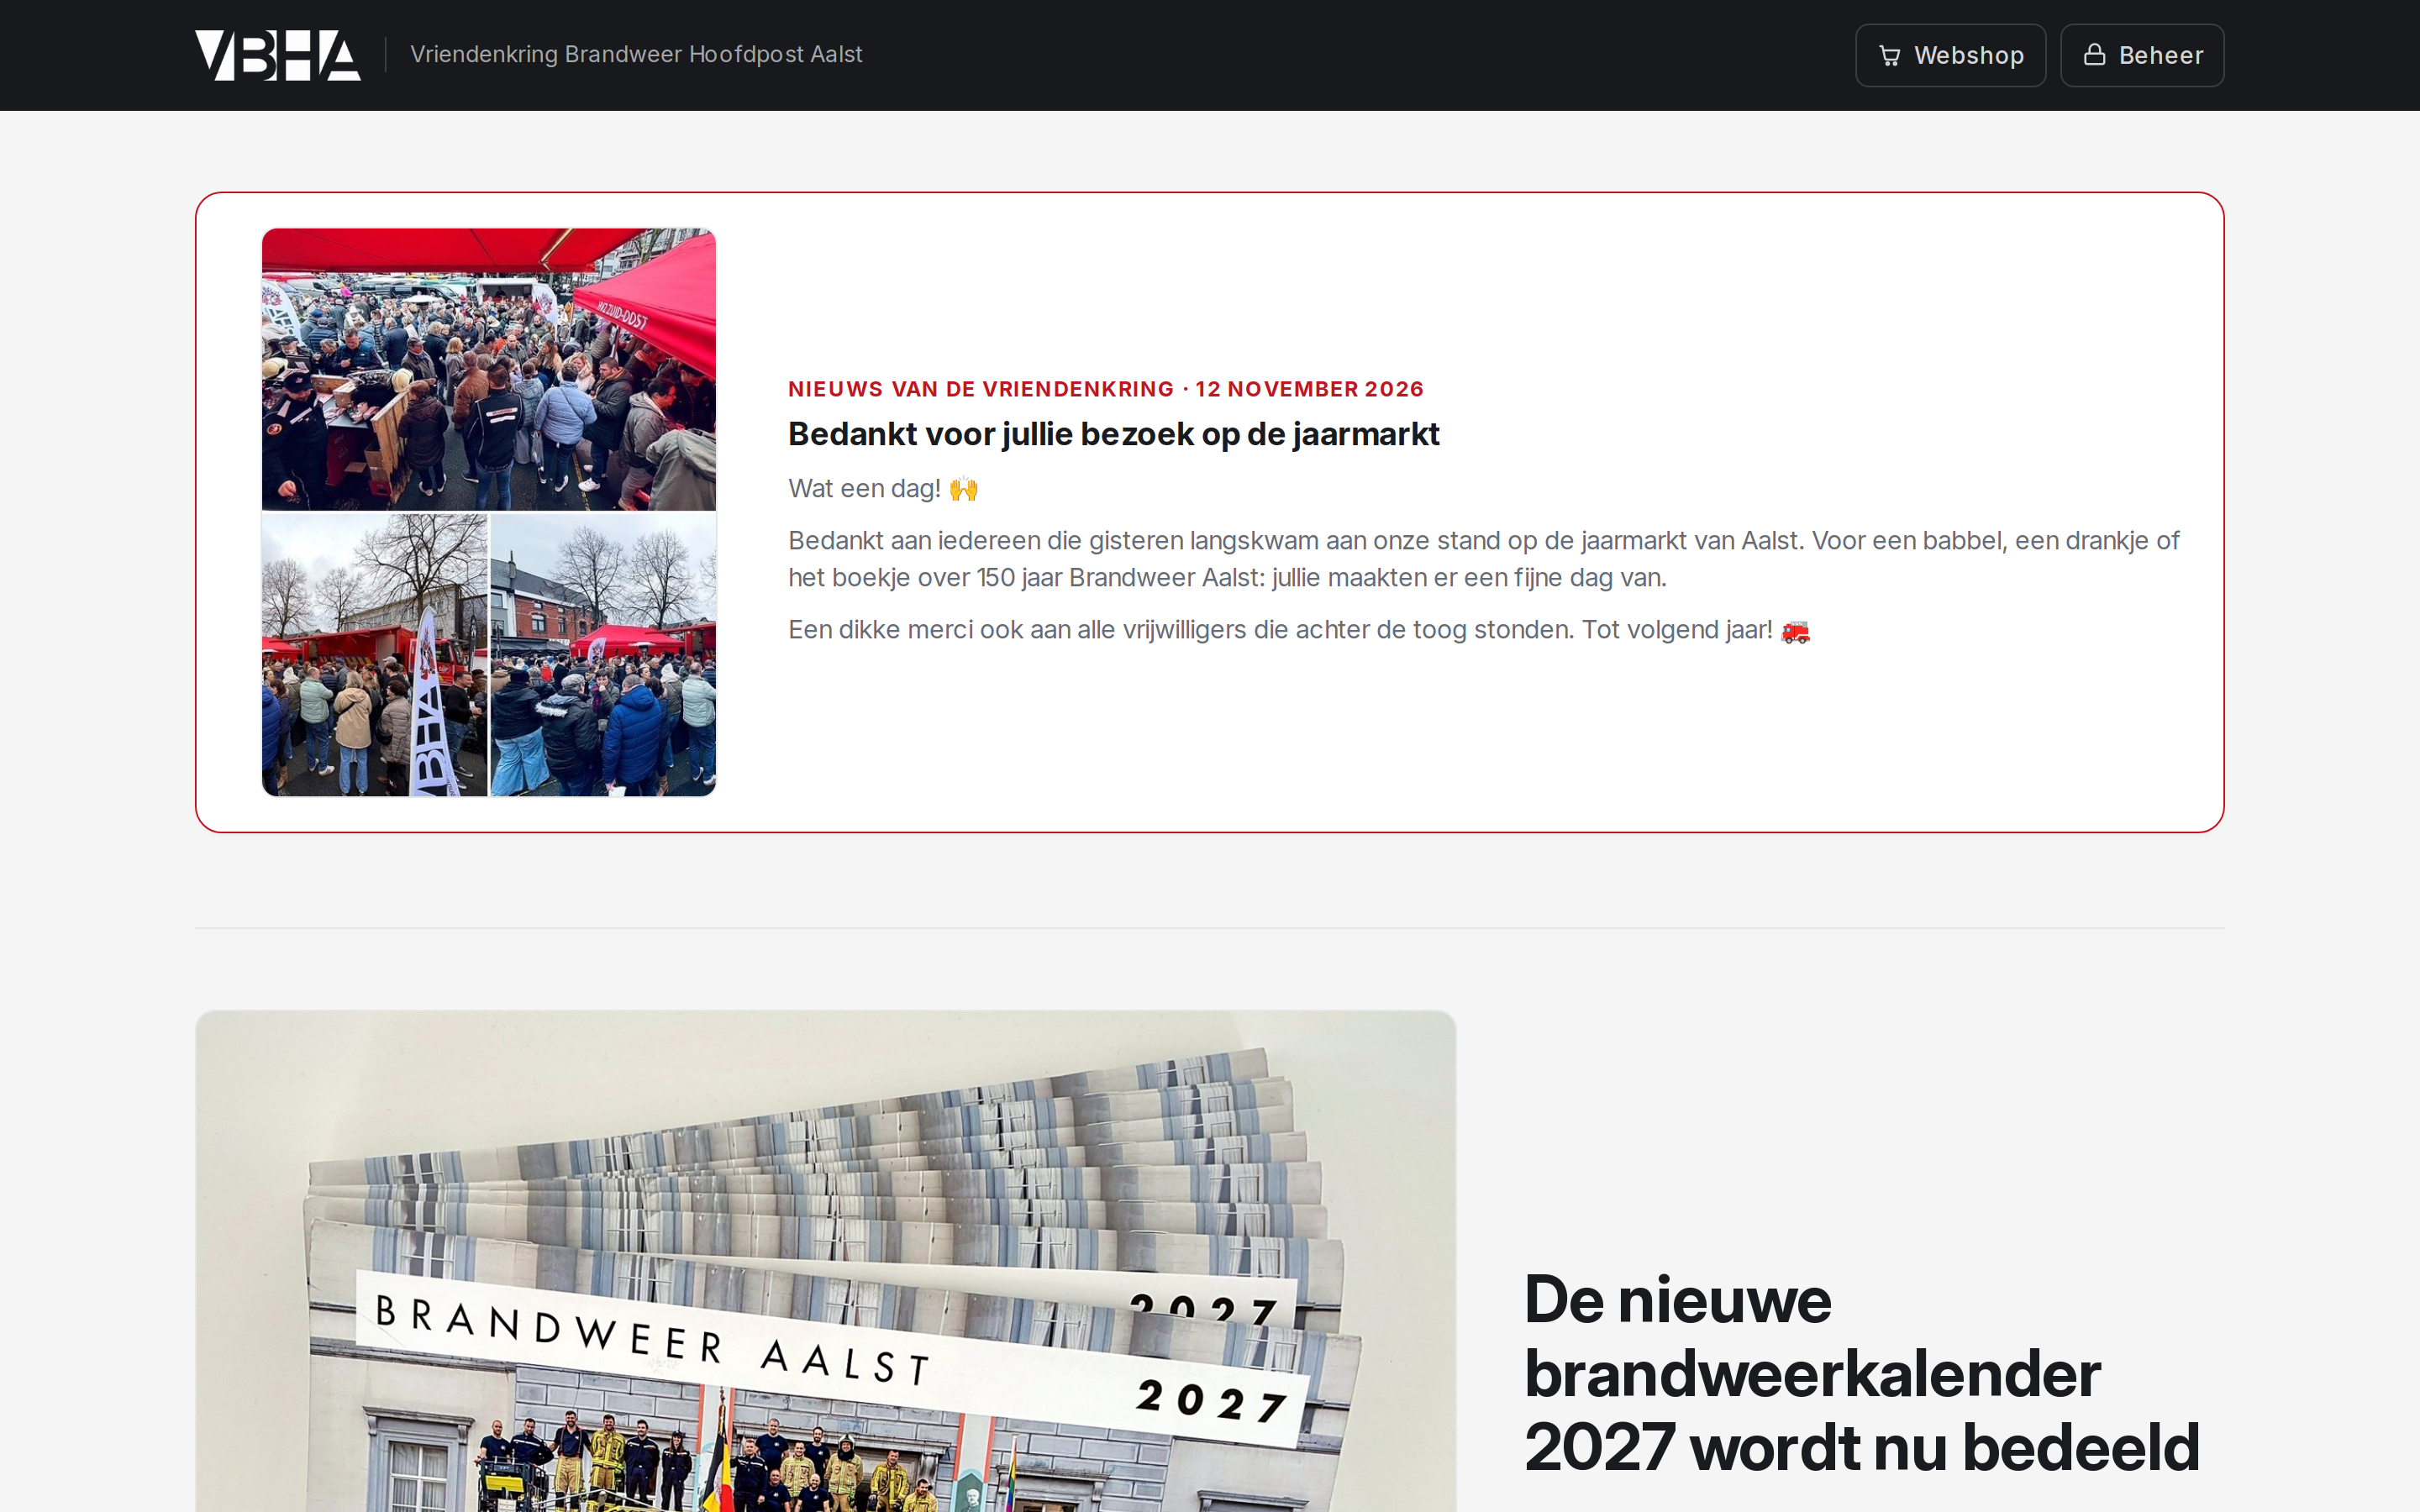 VBHA
Vriendenkring Brandweer Hoofdpost Aalst
Webshop
Beheer
HVZ ZUID-OOST
BHA
NIEUWS VAN DE VRIENDENKRING · 12 NOVEMBER 2026
Bedankt voor jullie bezoek op de jaarmarkt
Wat een dag! 🙌
Bedankt aan iedereen die gisteren langskwam aan onze stand op de jaarmarkt van Aalst. Voor een babbel, een drankje of
het boekje over 150 jaar Brandweer Aalst: jullie maakten er een fijne dag van.
Een dikke merci ook aan alle vrijwilligers die achter de toog stonden. Tot volgend jaar! 🚒
2027
BRANDWEER AALST
2027
De nieuwe
brandweerkalender
2027 wordt nu bedeeld